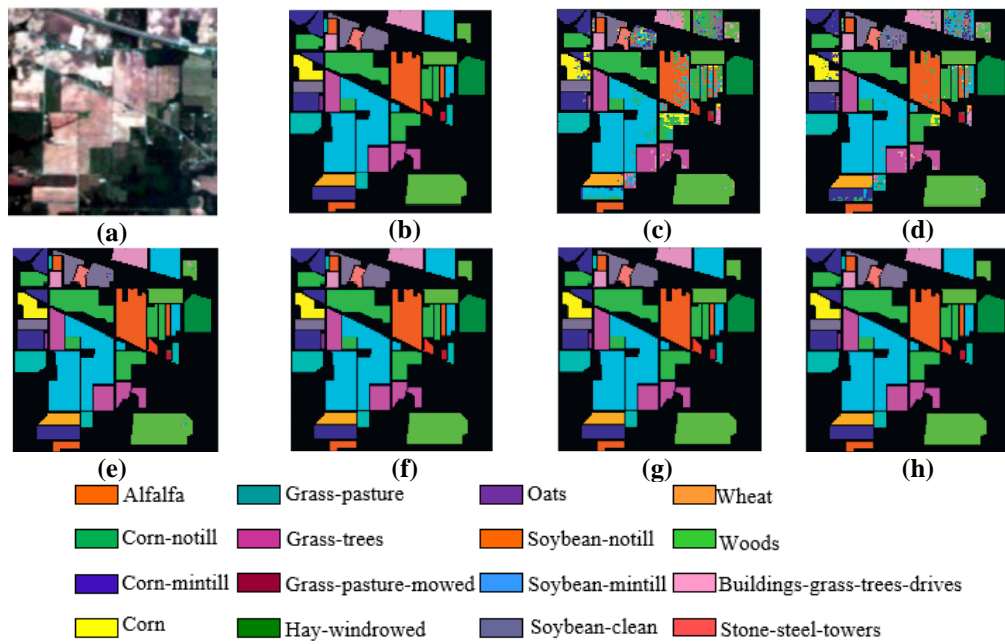 (a) (b) (c) (d)
(e) (f) (g) (h)
Alfalfa Grass-pasture Oats Wheat
Corn-notill Grass-trees Soybean-notill Woods
Corn-mintill Grass-pasture-mowed Soybean-mintill Buildings-grass-trees-drives
Corn Hay-windrowed Soybean-clean Stone-steel-towers